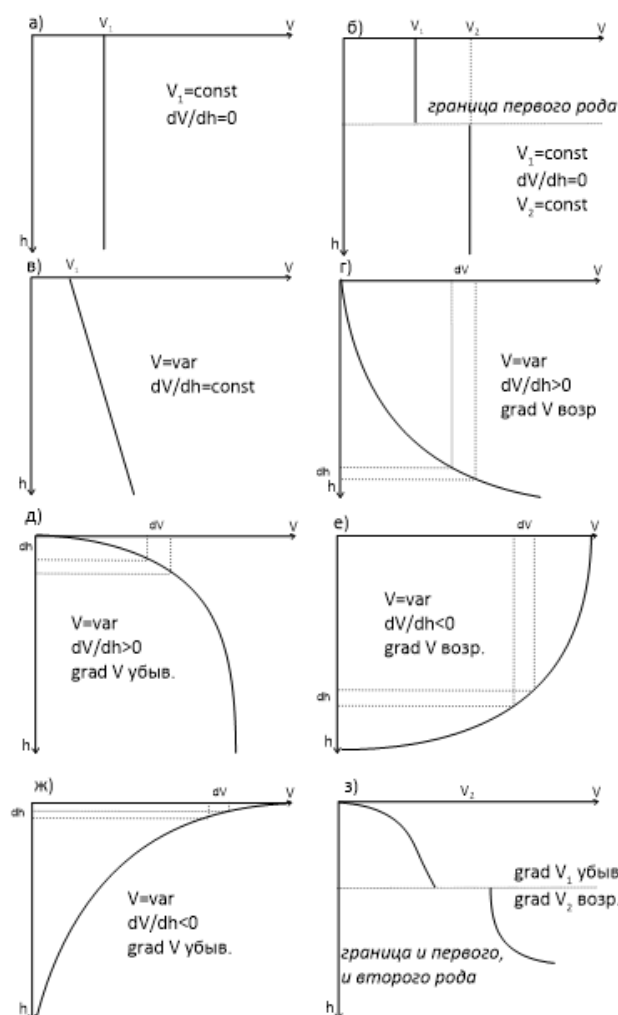 а)
V₁
V
V₁=const
dV/dh=0
h
б)
V₁
V₂
V
граница первого рода
V₁=const
dV/dh=0
V₂=const
h
в)
V₁
V
V=var
dV/dh=const
h
г)
dV
V
V=var
dV/dh>0
grad V возр
dh
h
д)
dV
V
dh
V=var
dV/dh>0
grad V убыв.
h
е)
dV
V
V=var
dV/dh<0
grad V возр.
dh
h
ж)
dV
V
dh
V=var
dV/dh<0
grad V убыв.
h
з)
V₂
V
grad V₁ убыв
grad V₂ возр.
граница и первого,
и второго рода
h